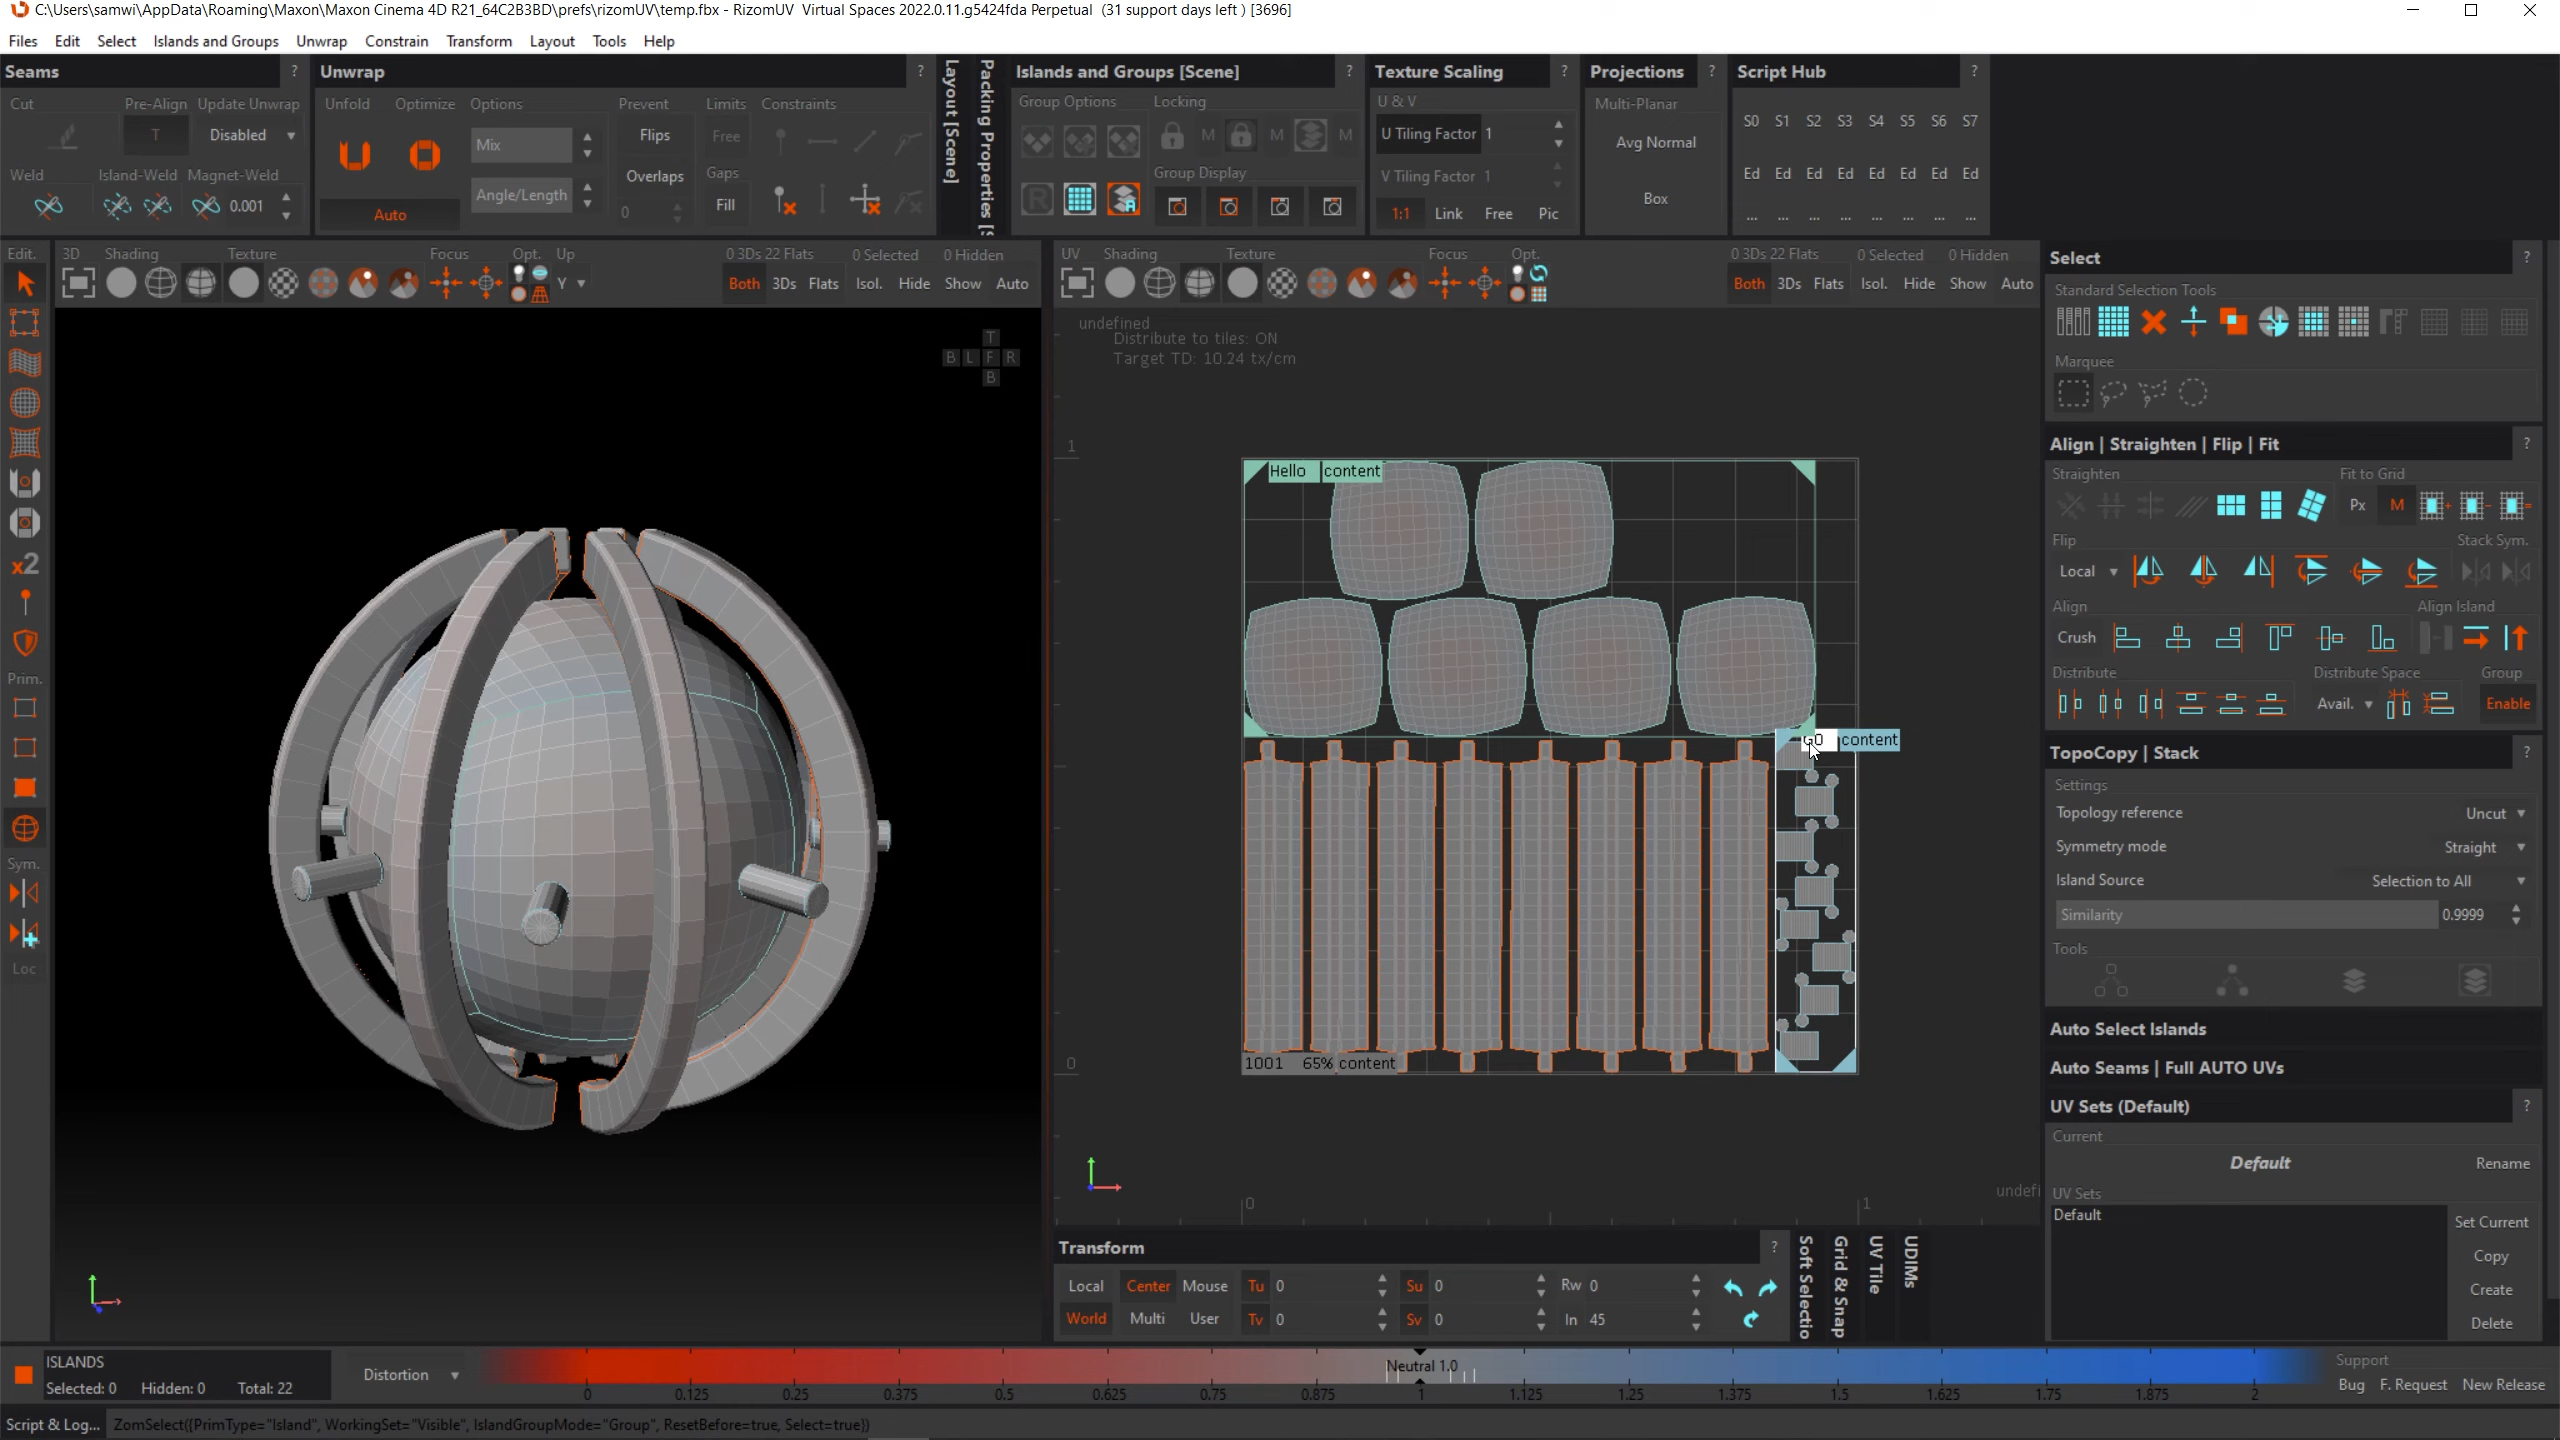 C:\Users\samwi\AppData\Roaming\Maxon\Maxon Cinema 4D R21_64C2B3BD\prefs\rizomUV\temp.fbx - RizomUV  Virtual Spaces 2022.0.11.g5424fda Perpetual  (31 support days left ) [3696]
Files Edit Select Islands and Groups Unwrap Constrain Transform Layout Tools Help
Seams ? Unwrap ? Layout [Scene] Packing Properties [S Islands and Groups [Scene] ? Texture Scaling ? Projections ? Script Hub ?
Cut Pre-Align Update Unwrap Unfold Optimize Options Prevent Limits Constraints Group Options Locking U & V Multi-Planar
T Disabled Mix Flips Free M M M U Tiling Factor 1 Avg Normal S0 S1 S2 S3 S4 S5 S6 S7
Weld Island-Weld Magnet-Weld Angle/Length Overlaps Gaps Group Display V Tiling Factor 1 Ed Ed Ed Ed Ed Ed Ed Ed
0.001 Auto 0 Fill R A 1:1 Link Free Pic Box ... ... ... ... ... ... ... ...
Edit. 3D Shading Texture Focus Opt. Up 0 3Ds 22 Flats 0 Selected 0 Hidden
Y Both 3Ds Flats Isol. Hide Show Auto
UV Shading Texture Focus Opt. 0 3Ds 22 Flats 0 Selected 0 Hidden
Both 3Ds Flats Isol. Hide Show Auto
T
B L F R
B
undefined
Distribute to tiles: ON
Target TD: 10.24 tx/cm
1
Hello content
G0 content
1001 65% content
0
0 1
undefi
x2
Prim.
Sym.
Loc
Select ?
Standard Selection Tools
Marquee
Align | Straighten | Flip | Fit ?
Straighten Fit to Grid
Px M
Flip Stack Sym.
Local
Align Align Island
Crush
Distribute Distribute Space Group
Avail. Enable
TopoCopy | Stack ?
Settings
Topology reference Uncut
Symmetry mode Straight
Island Source Selection to All
Similarity 0.9999
Tools
Auto Select Islands
Auto Seams | Full AUTO UVs
UV Sets (Default) ?
Current
Default Rename
UV Sets
Default
Set Current
Copy
Create
Delete
Transform ? Soft Selectio Grid & Snap UV Tile UDIMs
Local Center Mouse Tu 0 Su 0 Rw 0
World Multi User Tv 0 Sv 0 In 45
ISLANDS
Selected: 0 Hidden: 0 Total: 22
Distortion
Neutral 1.0
0 0.125 0.25 0.375 0.5 0.625 0.75 0.875 1 1.125 1.25 1.375 1.5 1.625 1.75 1.875 2
Support
Bug F. Request New Release
Script & Log... ZomSelect({PrimType="Island", WorkingSet="Visible", IslandGroupMode="Group", ResetBefore=true, Select=true})